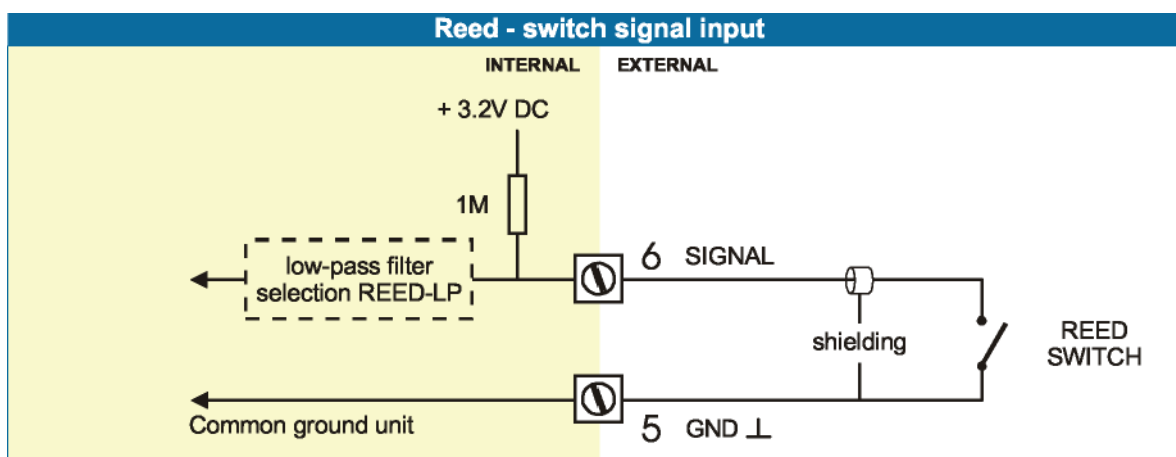 Reed - switch signal input
INTERNAL
EXTERNAL
+ 3.2V DC
1M
low-pass filter
selection REED-LP
6 SIGNAL
shielding
REED
SWITCH
Common ground unit
5 GND ⊥